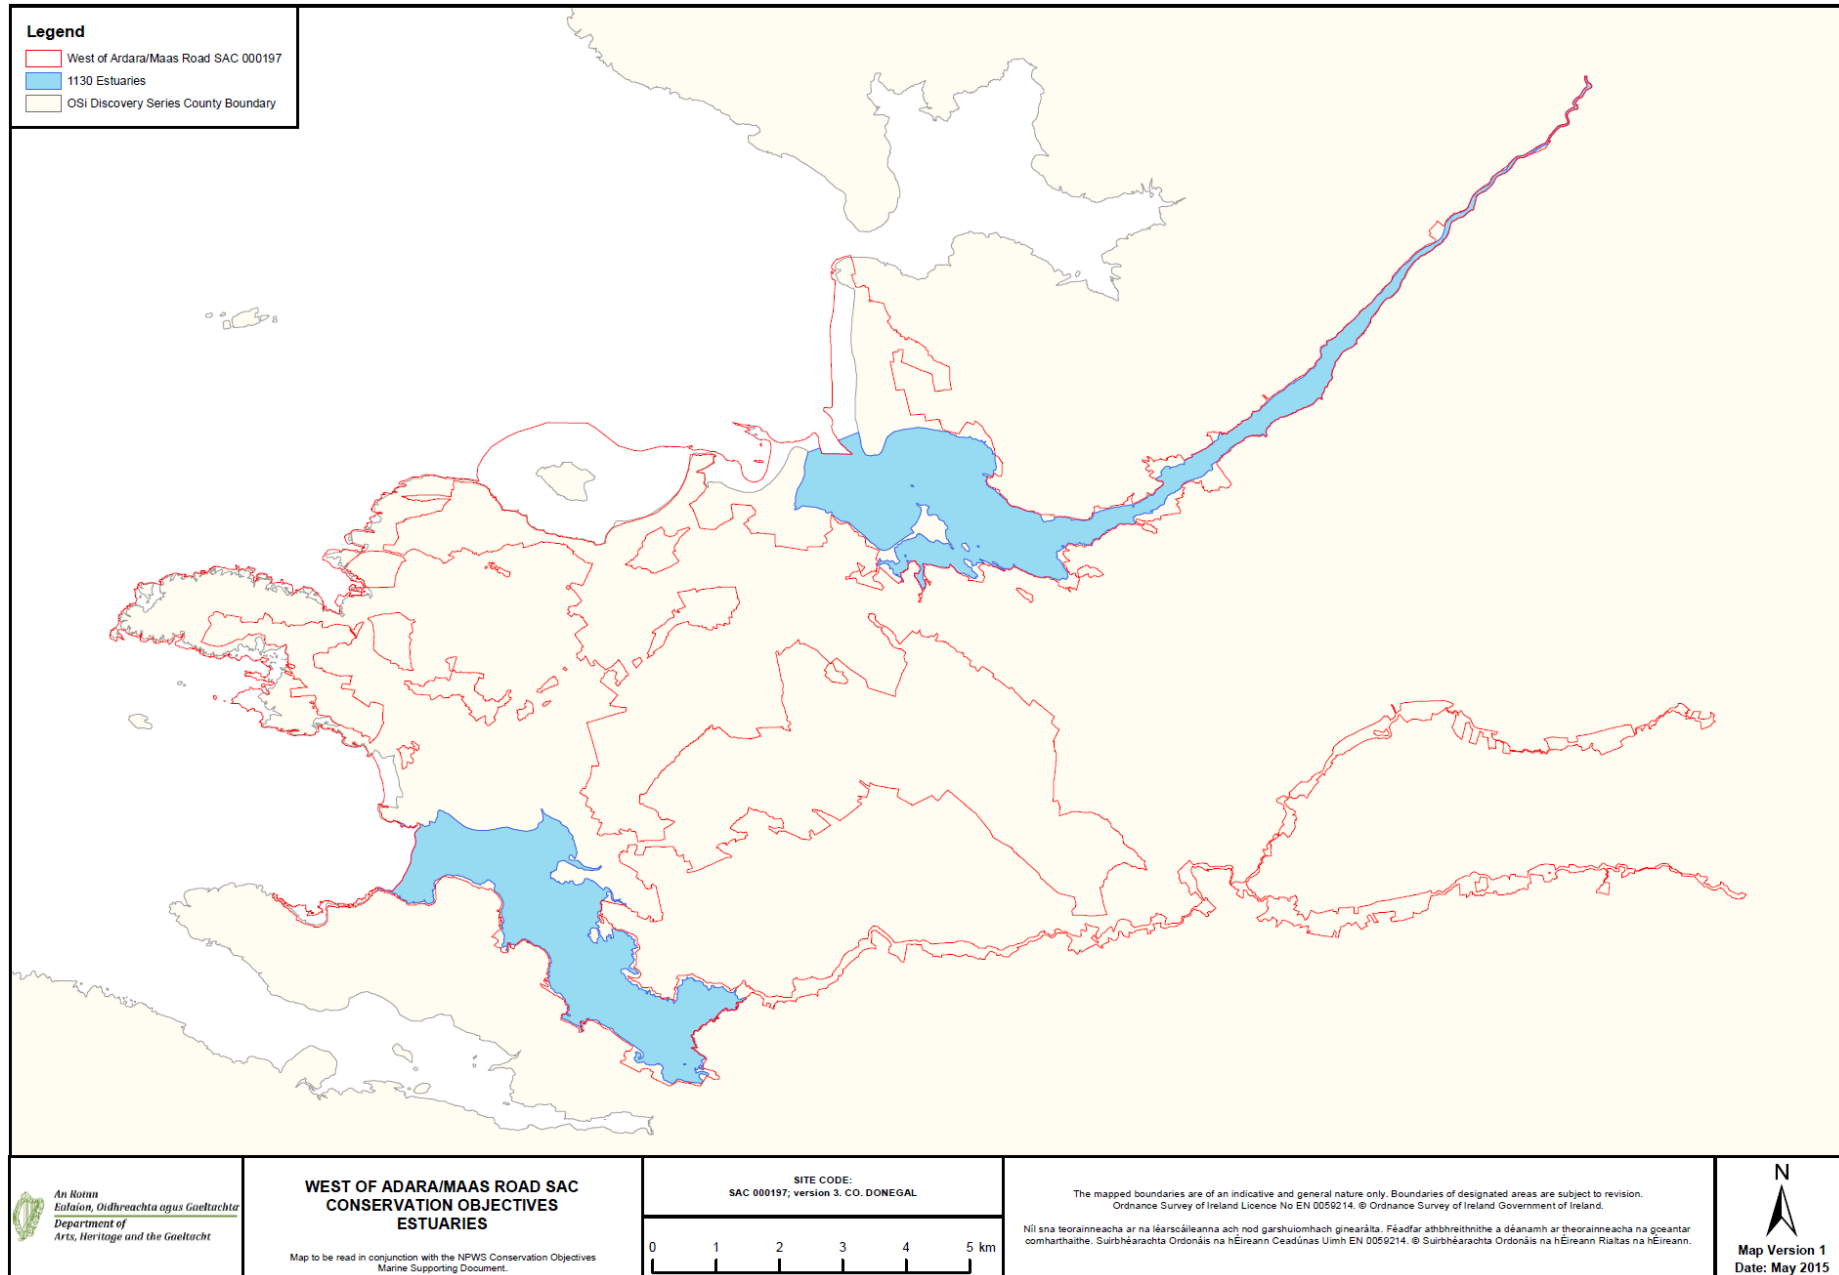 Legend
West of Ardara/Maas Road SAC 000197
1130 Estuaries
OSi Discovery Series County Boundary
An Roinn
Ealaíon, Oidhreachta agus Gaeltachta
Department of
Arts, Heritage and the Gaeltacht
WEST OF ADARA/MAAS ROAD SAC
CONSERVATION OBJECTIVES
ESTUARIES
Map to be read in conjunction with the NPWS Conservation Objectives
Marine Supporting Document.
SITE CODE:
SAC 000197; version 3. CO. DONEGAL
0 1 2 3 4 5 km
The mapped boundaries are of an indicative and general nature only. Boundaries of designated areas are subject to revision.
Ordnance Survey of Ireland Licence No EN 0059214. © Ordnance Survey of Ireland Government of Ireland.
Níl sna teorainneacha ar na léarscáileanna ach nod garshuiomhach ginearálta. Féadfar athbhreithnithe a déanamh ar theorainneacha na gceantar
comharthaithe. Suirbhéarachta Ordonáis na hÉireann Ceadúnas Uimh EN 0059214. © Suirbhéarachta Ordonáis na hÉireann Rialtas na hÉireann.
N
Map Version 1
Date: May 2015